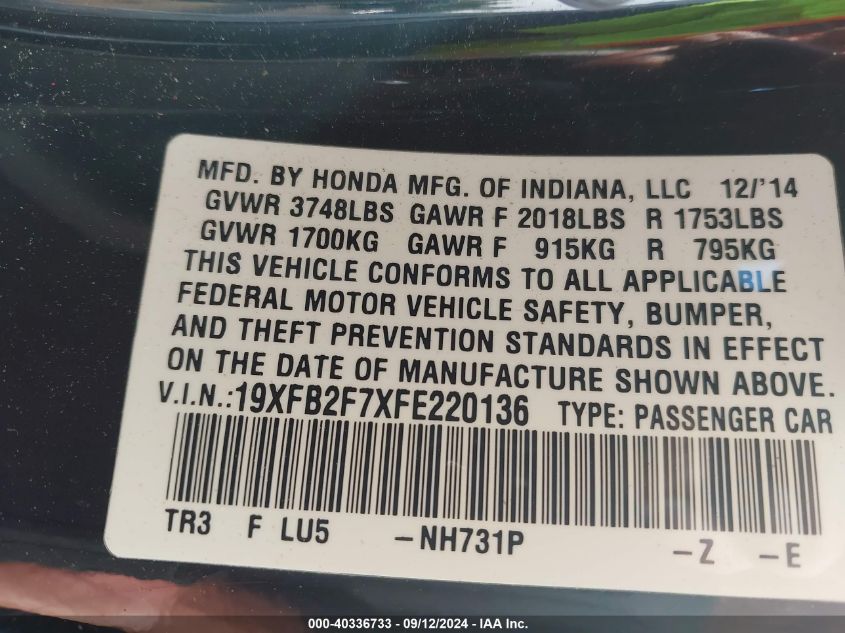 MFD. BY HONDA MFG. OF INDIANA, LLC 12/'14
GVWR 3748LBS GAWR F 2018LBS R 1753LBS
GVWR 1700KG GAWR F 915KG R 795KG
THIS VEHICLE CONFORMS TO ALL APPLICABLE
FEDERAL MOTOR VEHICLE SAFETY, BUMPER,
AND THEFT PREVENTION STANDARDS IN EFFECT
ON THE DATE OF MANUFACTURE SHOWN ABOVE.
V.I.N.:19XFB2F7XFE220136 TYPE: PASSENGER CAR
TR3 F LU5 -NH731P -Z -E
000-40336733 - 09/12/2024 - IAA Inc.